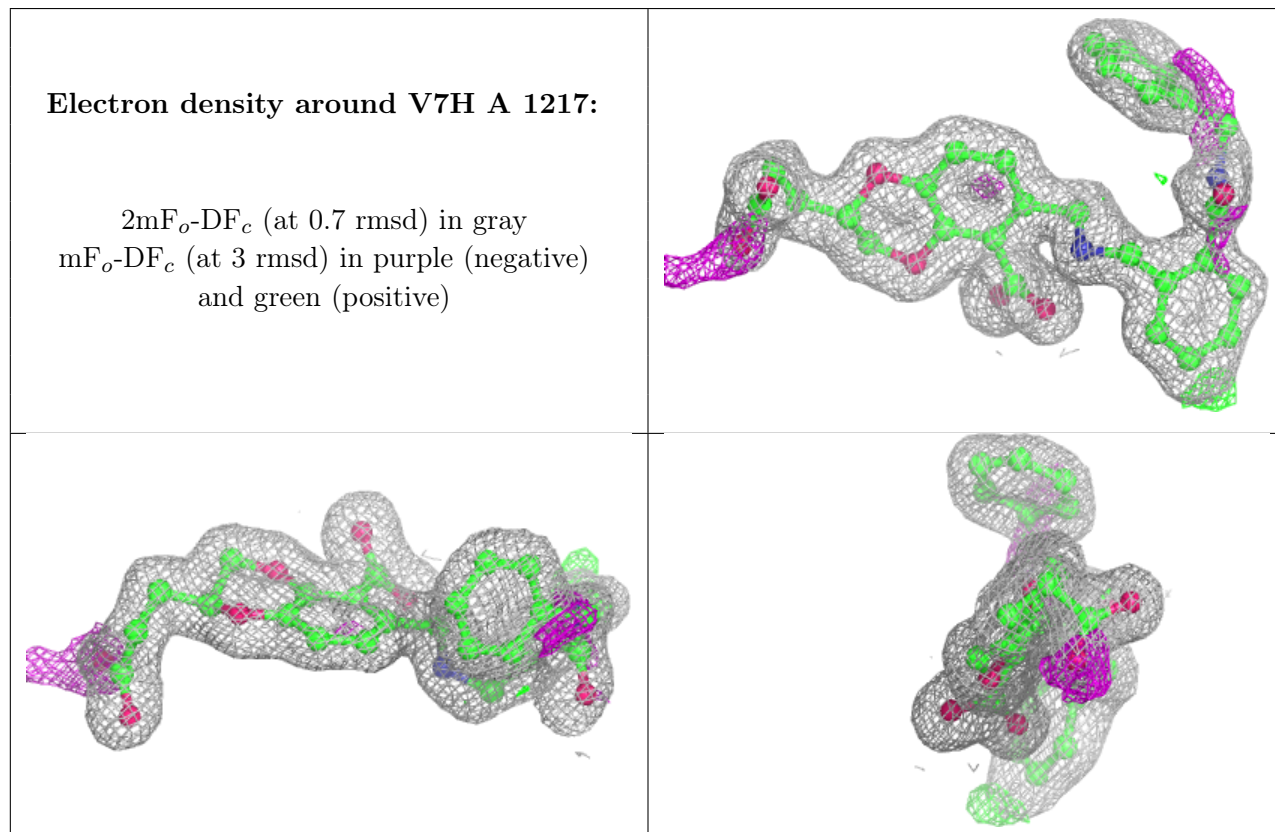 Electron density around V7H A 1217:
2mFo-DFc (at 0.7 rmsd) in gray
mFo-DFc (at 3 rmsd) in purple (negative)
and green (positive)